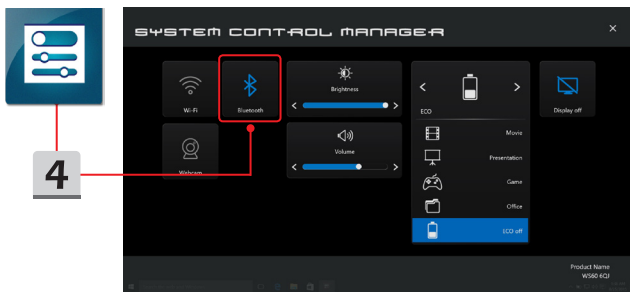 SYSTEM CONTROL MANAGER
Wi-Fi
Bluetooth
Brightness
ECO
Display off
Webcam
Volume
Movie
Presentation
Game
Office
ECO off
4
Product Name
WS60 6QJ